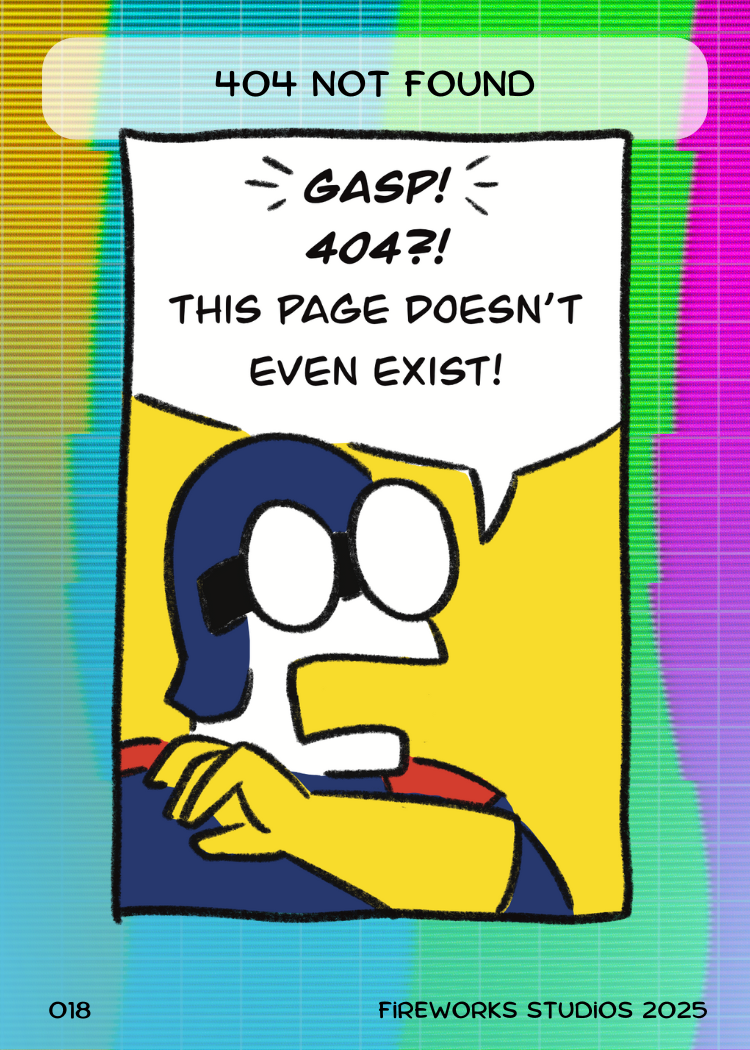 404 NOT FOUND
GASP!
404?!
THIS PAGE DOESN'T
EVEN EXIST!
018
FiREWORKS STUDiOS 2025